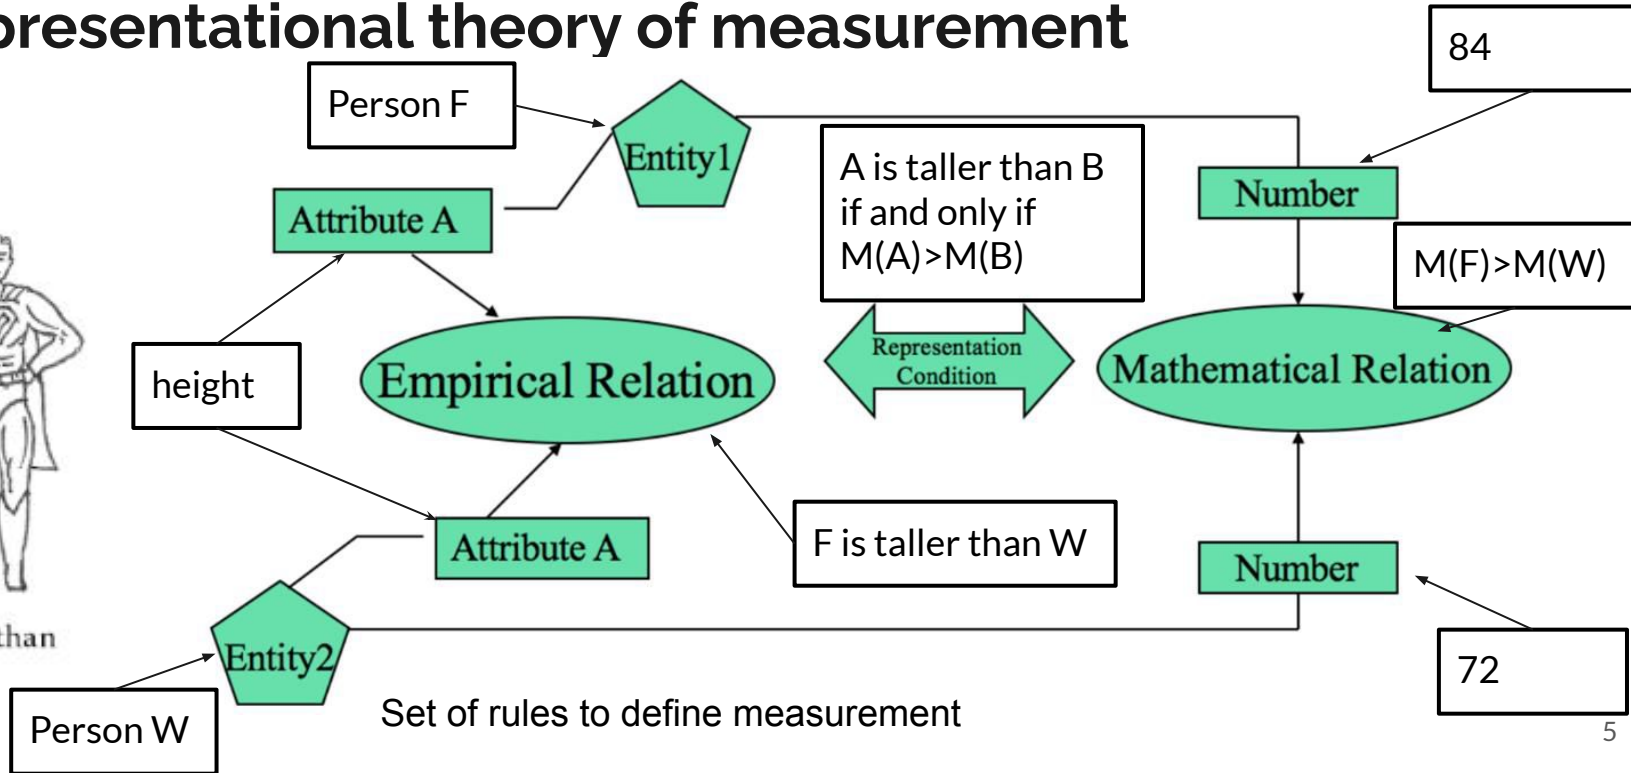 presentational theory of measurement
84
Person F
Entity1
A is taller than B
if and only if
M(A)>M(B)
Number
Attribute A
M(F)>M(W)
height
Empirical Relation
Representation
Condition
Mathematical Relation
F is taller than W
Attribute A
Number
than
Entity2
72
Person W
Set of rules to define measurement
5